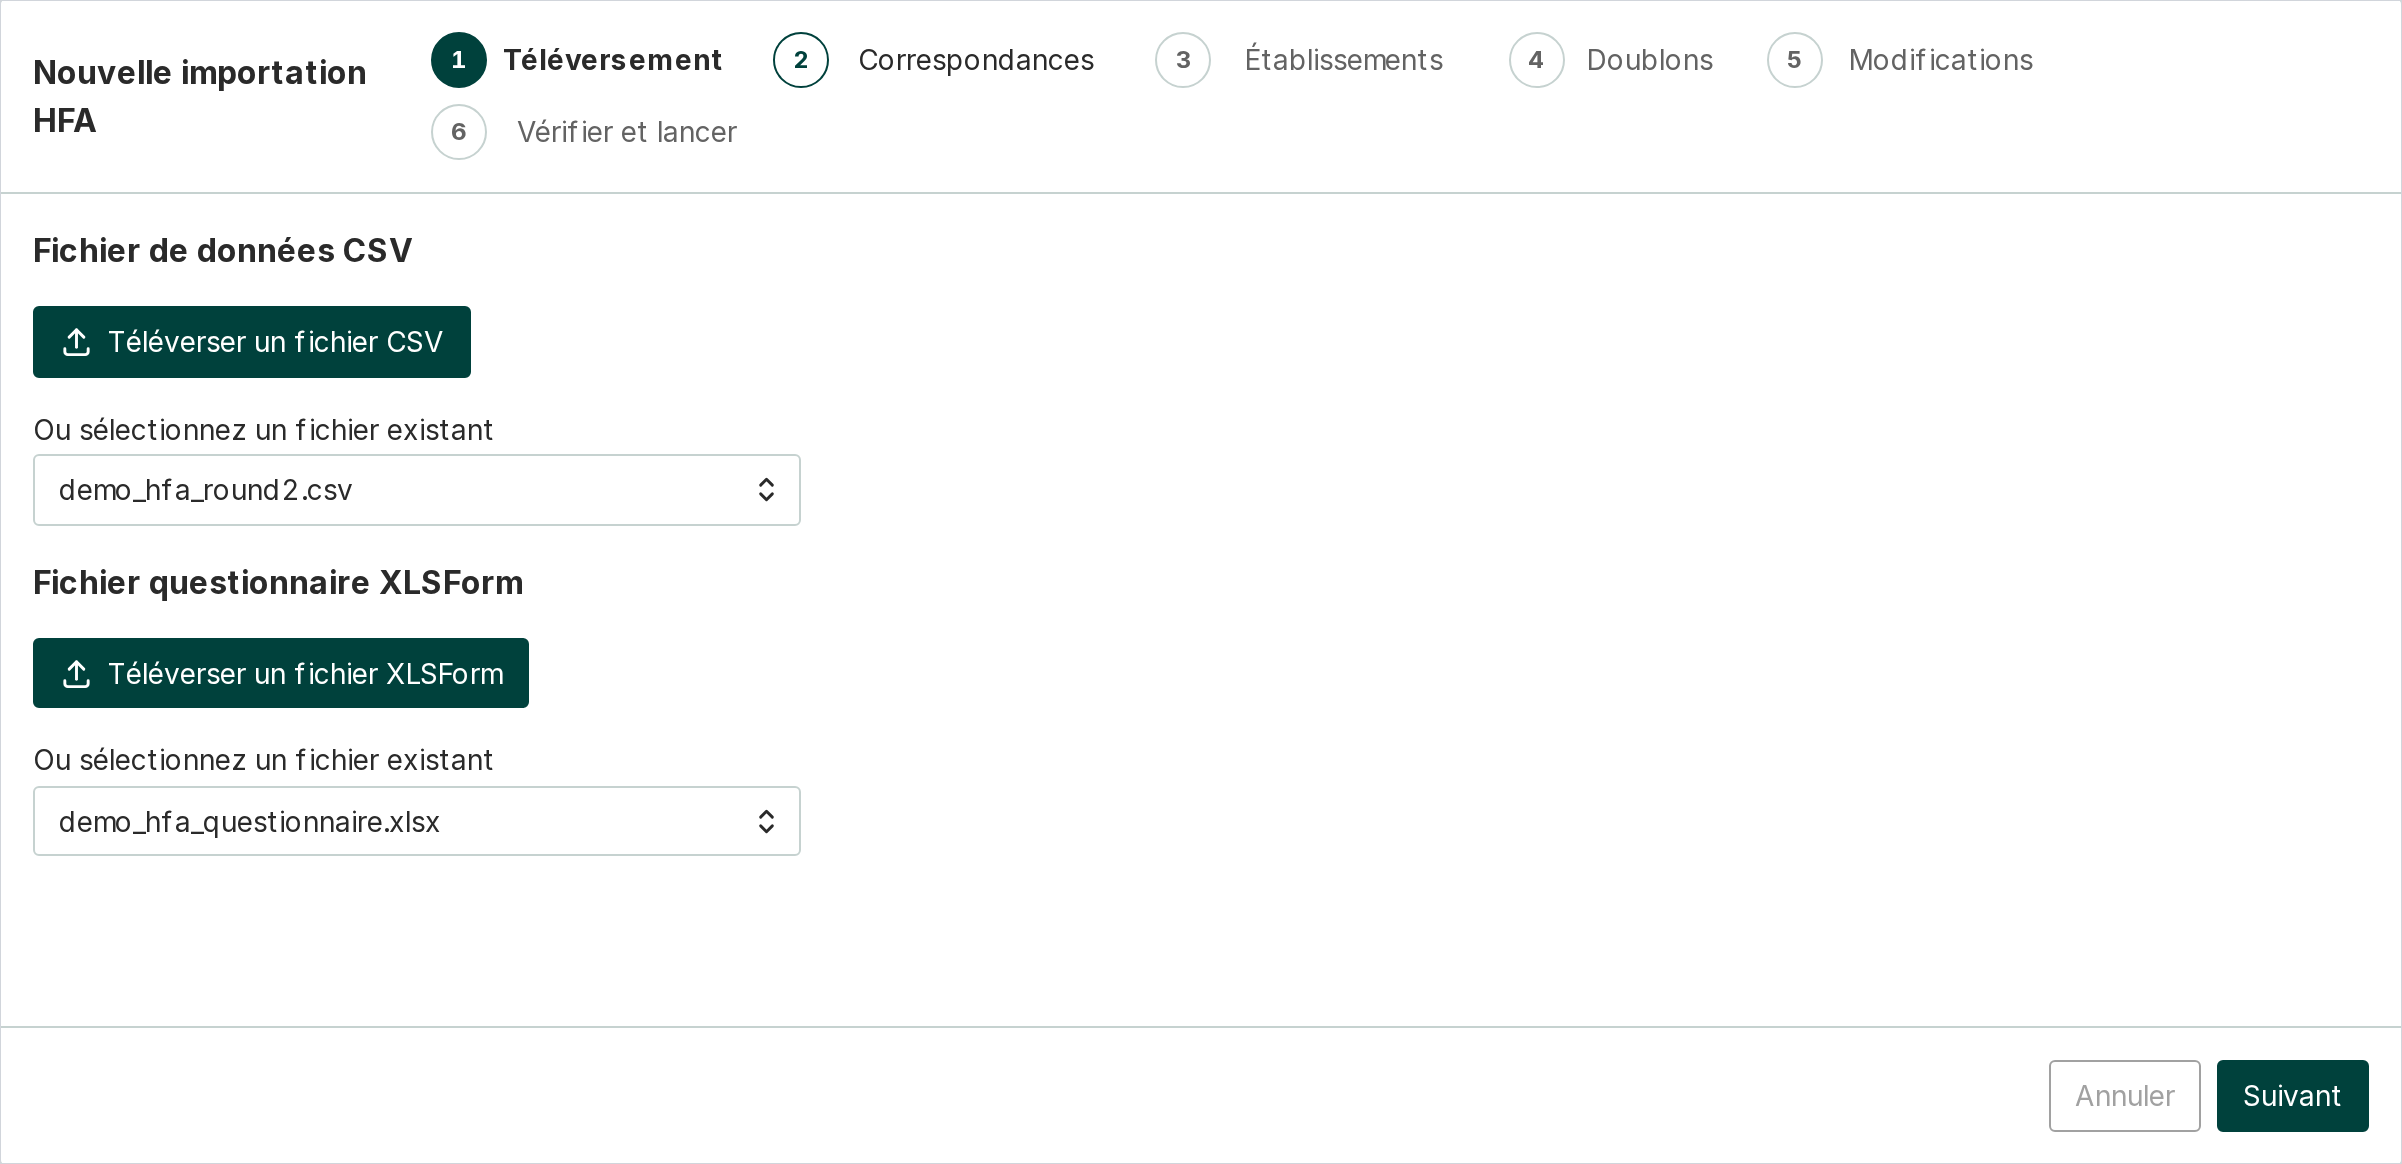 Nouvelle importation
HFA
1 Téléversement
2 Correspondances
3 Établissements
4 Doublons
5 Modifications
6 Vérifier et lancer
Fichier de données CSV
Téléverser un fichier CSV
Ou sélectionnez un fichier existant
demo_hfa_round2.csv
Fichier questionnaire XLSForm
Téléverser un fichier XLSForm
Ou sélectionnez un fichier existant
demo_hfa_questionnaire.xlsx
Annuler
Suivant